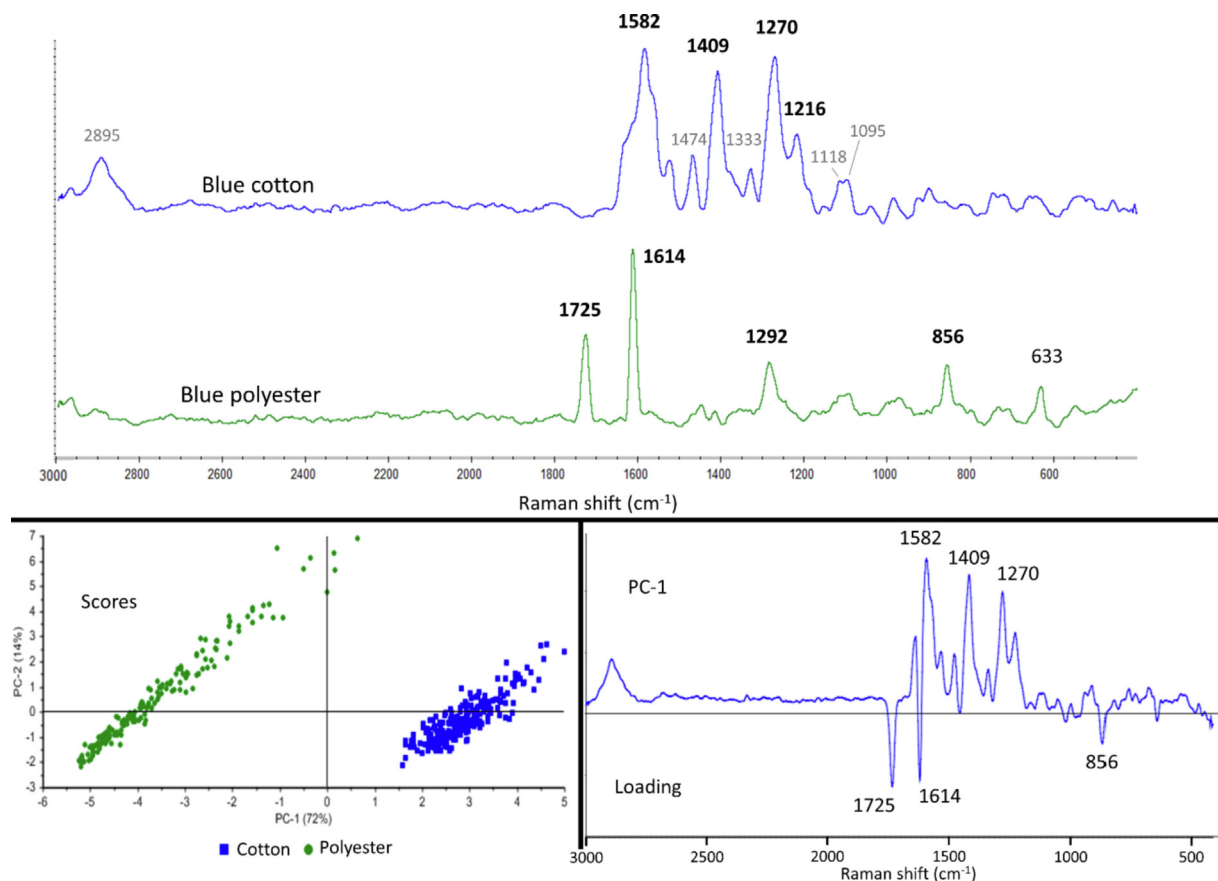 1582
1409
1270
1216
2895
1474
1333
1118
1095
Blue cotton
1614
1725
1292
856
633
Blue polyester
3000 2800 2600 2400 2200 2000 1800 1600 1400 1200 1000 800 600
Raman shift (cm⁻¹)
7
6
5
4
3
2
1
0
-1
-2
-3
PC-2 (14%)
Scores
-6 -5 -4 -3 -2 -1 0 1 2 3 4 5
PC-1 (72%)
Cotton Polyester
1582
1409
1270
PC-1
856
1725
1614
Loading
3000 2500 2000 1500 1000 500
Raman shift (cm⁻¹)